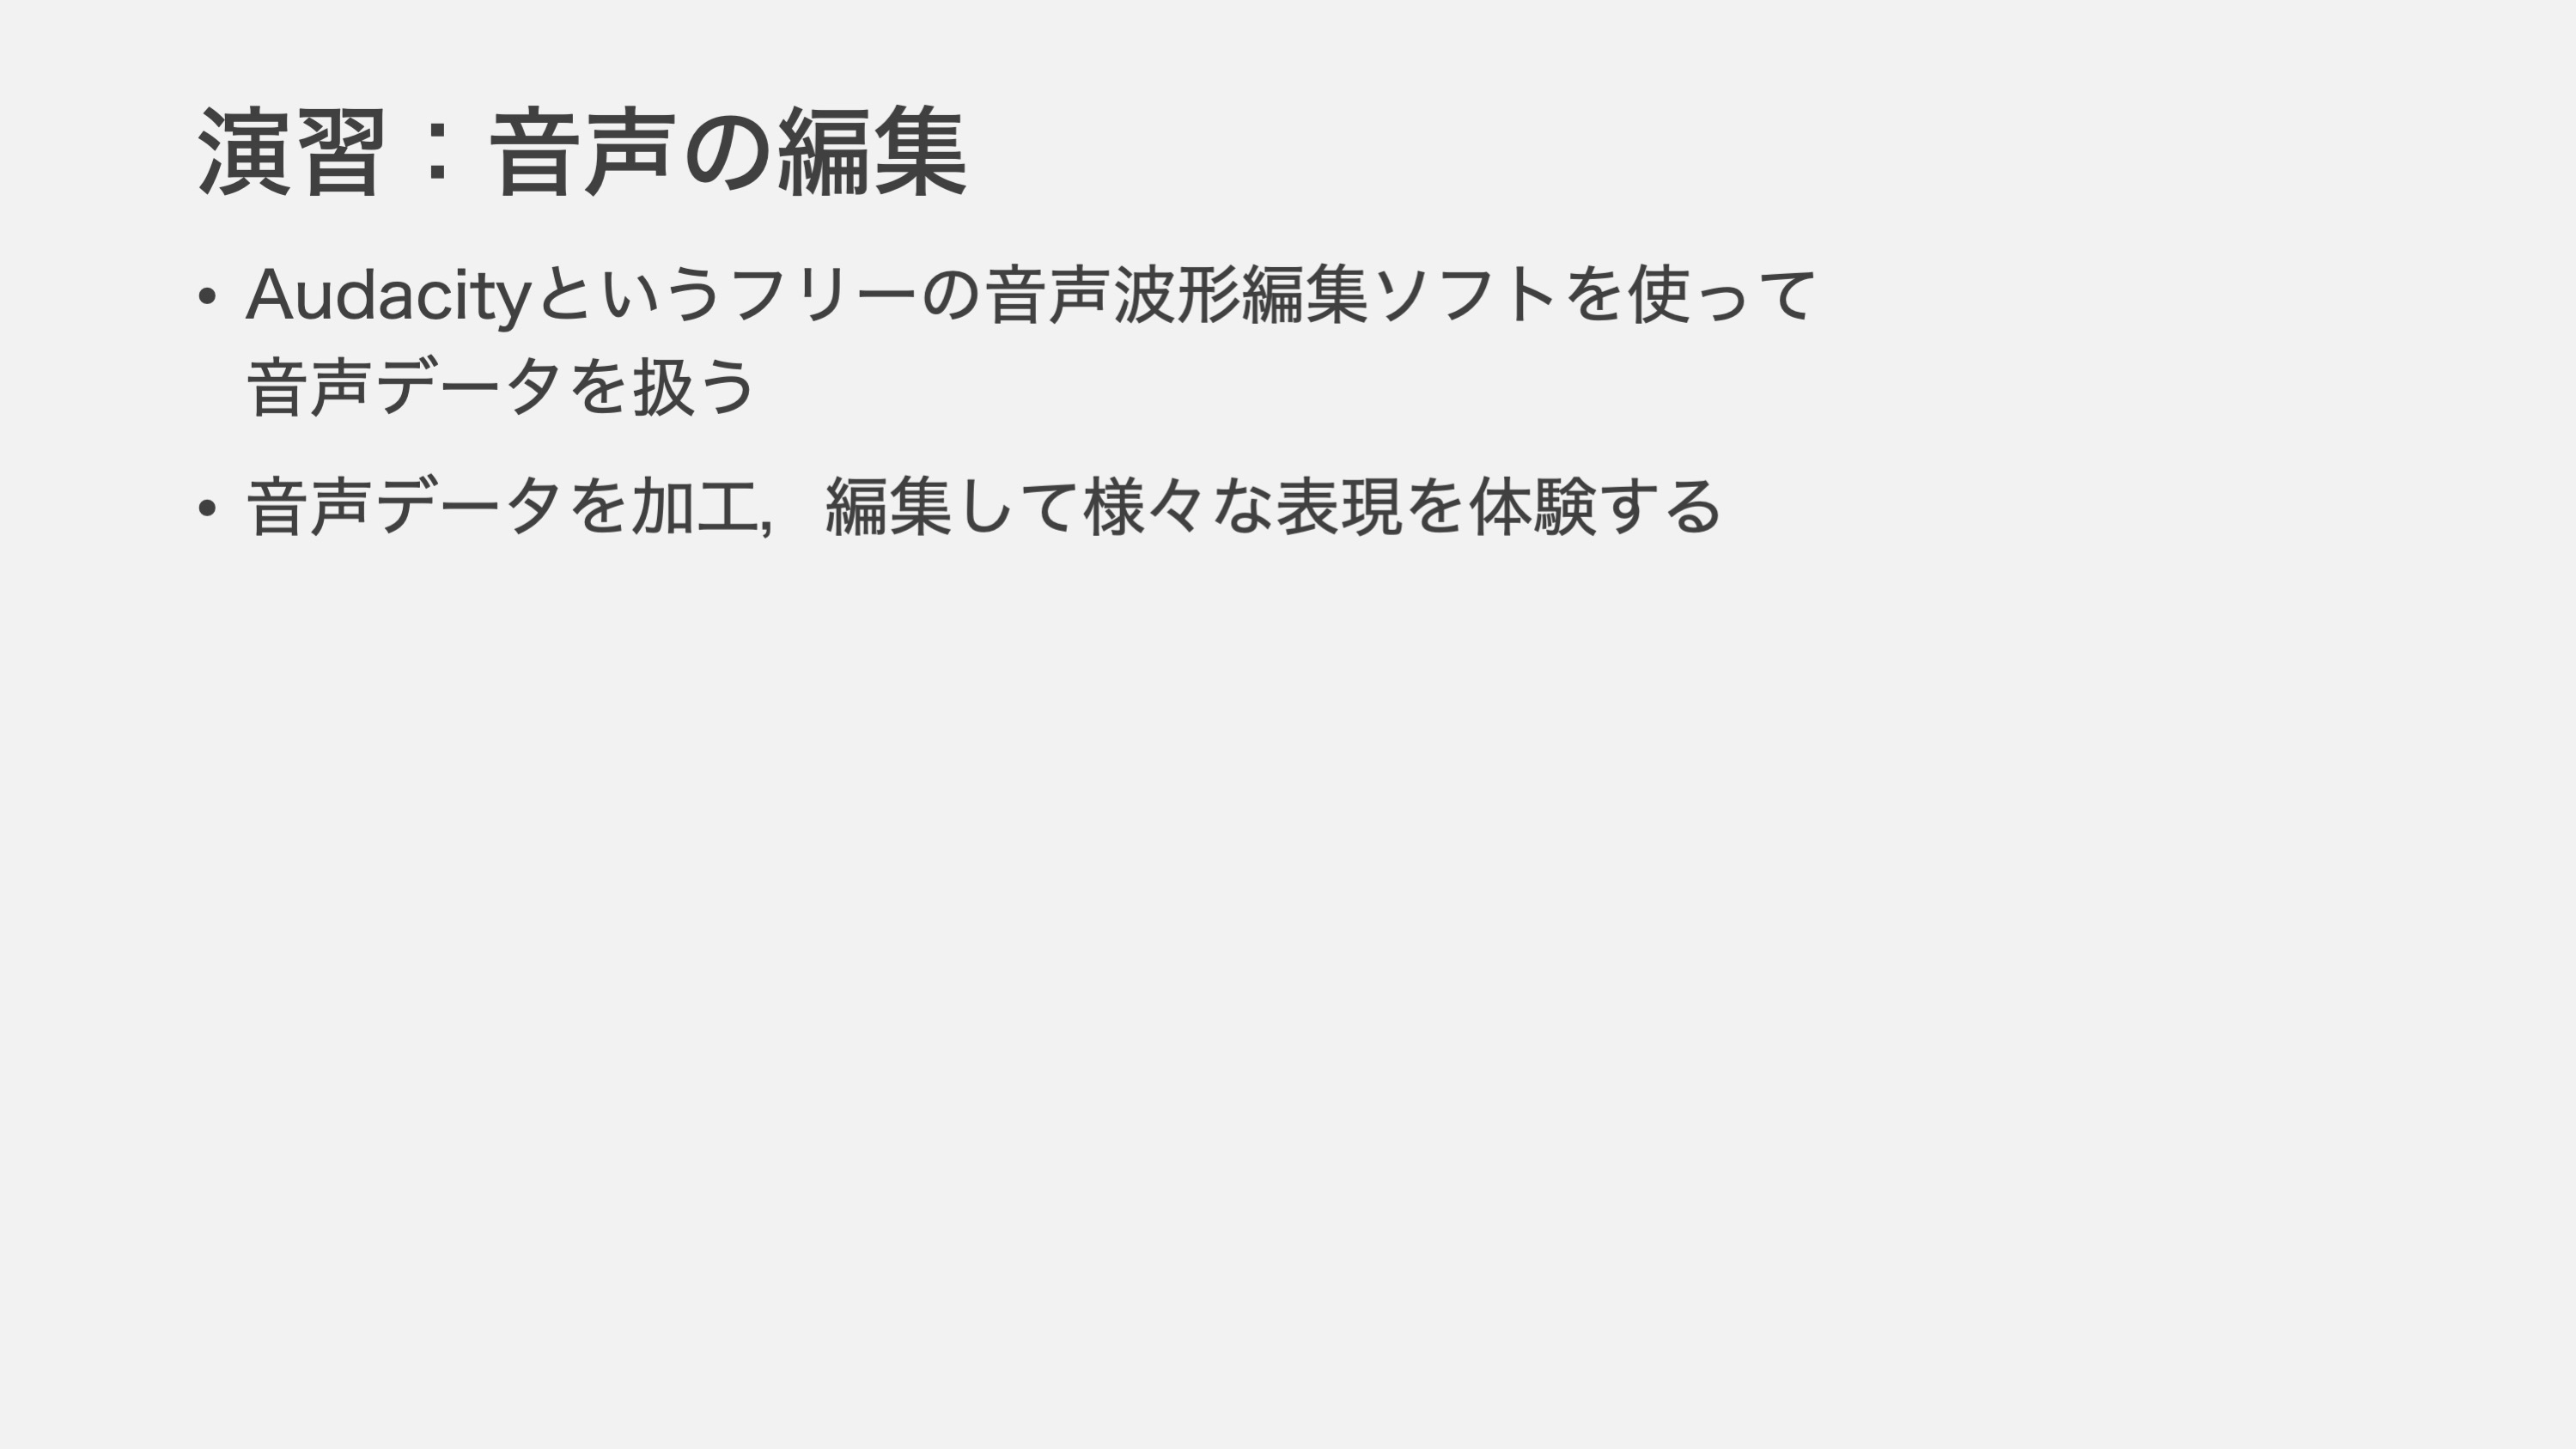 演習：音声の編集
• Audacityというフリーの音声波形編集ソフトを使って
音声データを扱う
• 音声データを加工，編集して様々な表現を体験する